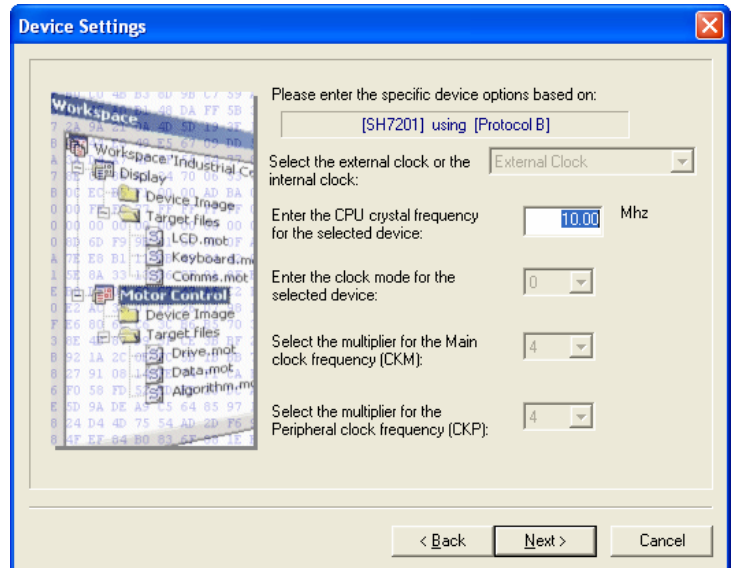 Device Settings
Workspace
Workspace 'Industrial Co
Display
Device Image
Target files
LCD.mot
Keyboard.m
Comms.mot
Motor Control
Device Image
Target files
Drive.mot
Data.mot
Algorithm.mo
Please enter the specific device options based on:
[SH7201] using [Protocol B]
Select the external clock or the
internal clock:
External Clock
Enter the CPU crystal frequency
for the selected device:
10.00
Mhz
Enter the clock mode for the
selected device:
0
Select the multiplier for the Main
clock frequency (CKM):
4
Select the multiplier for the
Peripheral clock frequency (CKP):
4
< Back
Next >
Cancel